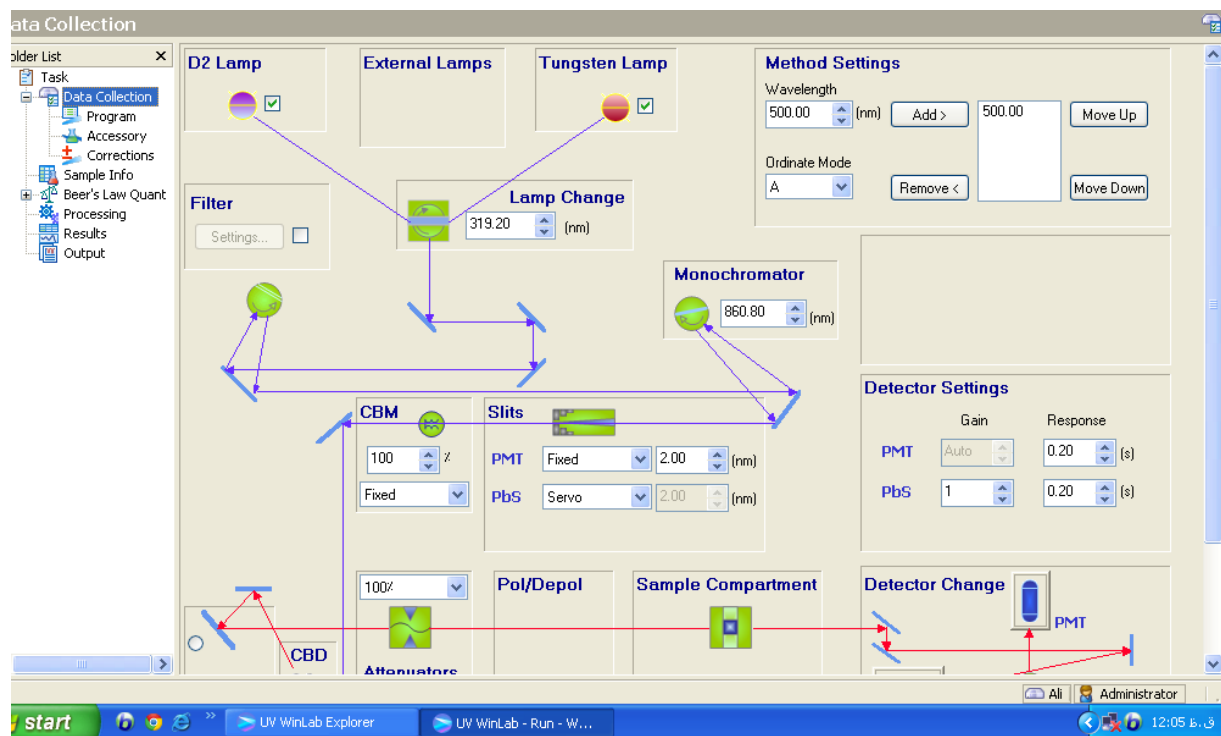 ata Collection
older List
Task
Data Collection
Program
Accessory
Corrections
Sample Info
Beer's Law Quant
Processing
Results
Output
D2 Lamp
External Lamps
Tungsten Lamp
Method Settings
Wavelength
500.00 (nm) Add > 500.00 Move Up
Ordinate Mode
A Remove < Move Down
Filter
Settings...
Lamp Change
319.20 (nm)
Monochromator
860.80 (nm)
CBM
100 %
Fixed
Slits
PMT Fixed 2.00 (nm)
PbS Servo 2.00 (nm)
Detector Settings
Gain Response
PMT Auto 0.20 (s)
PbS 1 0.20 (s)
100%
Attenuators
Pol/Depol
Sample Compartment
Detector Change
PMT
CBD
Ali Administrator
start UV WinLab Explorer UV WinLab - Run - W... 12:05 ق.ظ